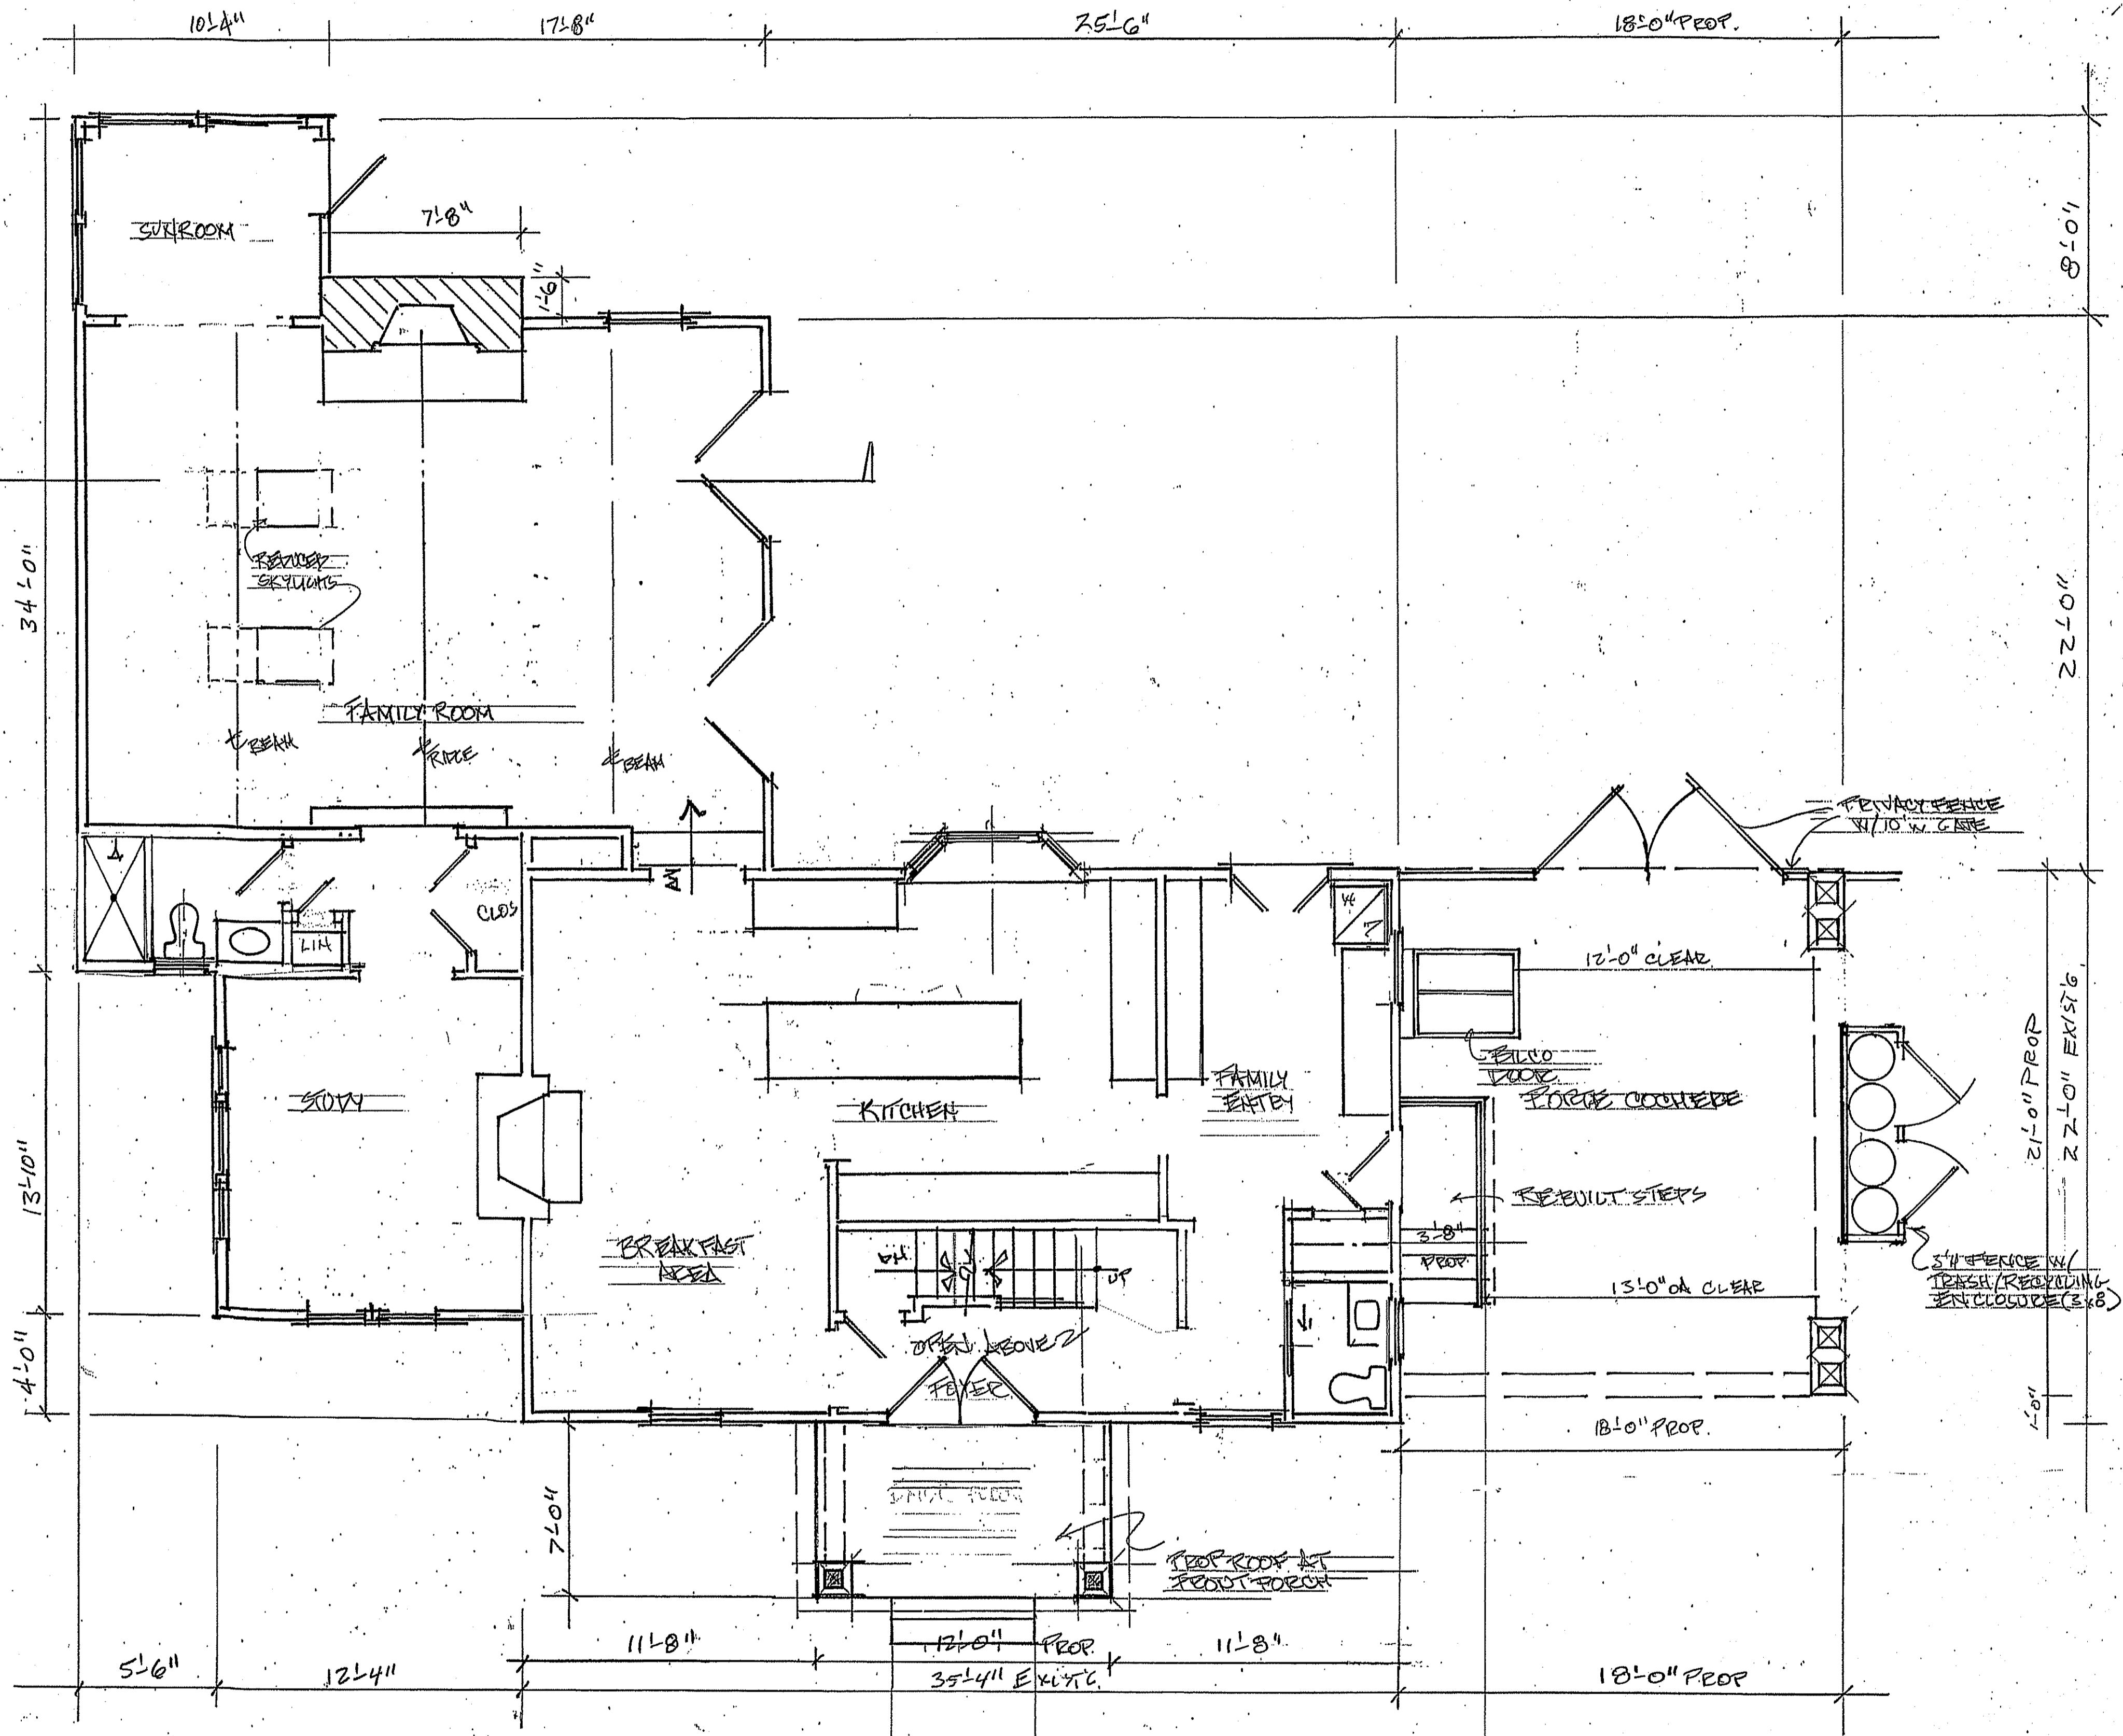 10'-4"
17'-8"
25'-6"
18'-0" PROP.
SUNROOM
7'-8"
1'-6"
8'-0"
34'-0"
REDUCED
SKYLIGHTS
22'-0"
FAMILY ROOM
BEAM
RIDGE
BEAM
PRIVACY FENCE
W/10'W GATE
DN
CLOS
LIN
12'-0" CLEAR
BILCO
DOOR
STUDY
KITCHEN
FAMILY
ENTRY
PORTE COCHERE
21'-0" PROP
22'-0" EXIST'G
13'-10"
REBUILT STEPS
BREAKFAST
AREA
DN
UP
3'-8"
PROP.
13'-0" OA CLEAR
3'H FENCE W/
TRASH/RECYCLING
ENCLOSURE (3x8)
OPEN ABOVE
FOYER
4'-0"
1'-0"
18'-0" PROP.
7'-0"
PROP ROOF AT
FRONT PORCH
11'-8"
12'-0" PROP.
11'-8"
5'-6"
12'-4"
35'-4" EXIST'G.
18'-0" PROP